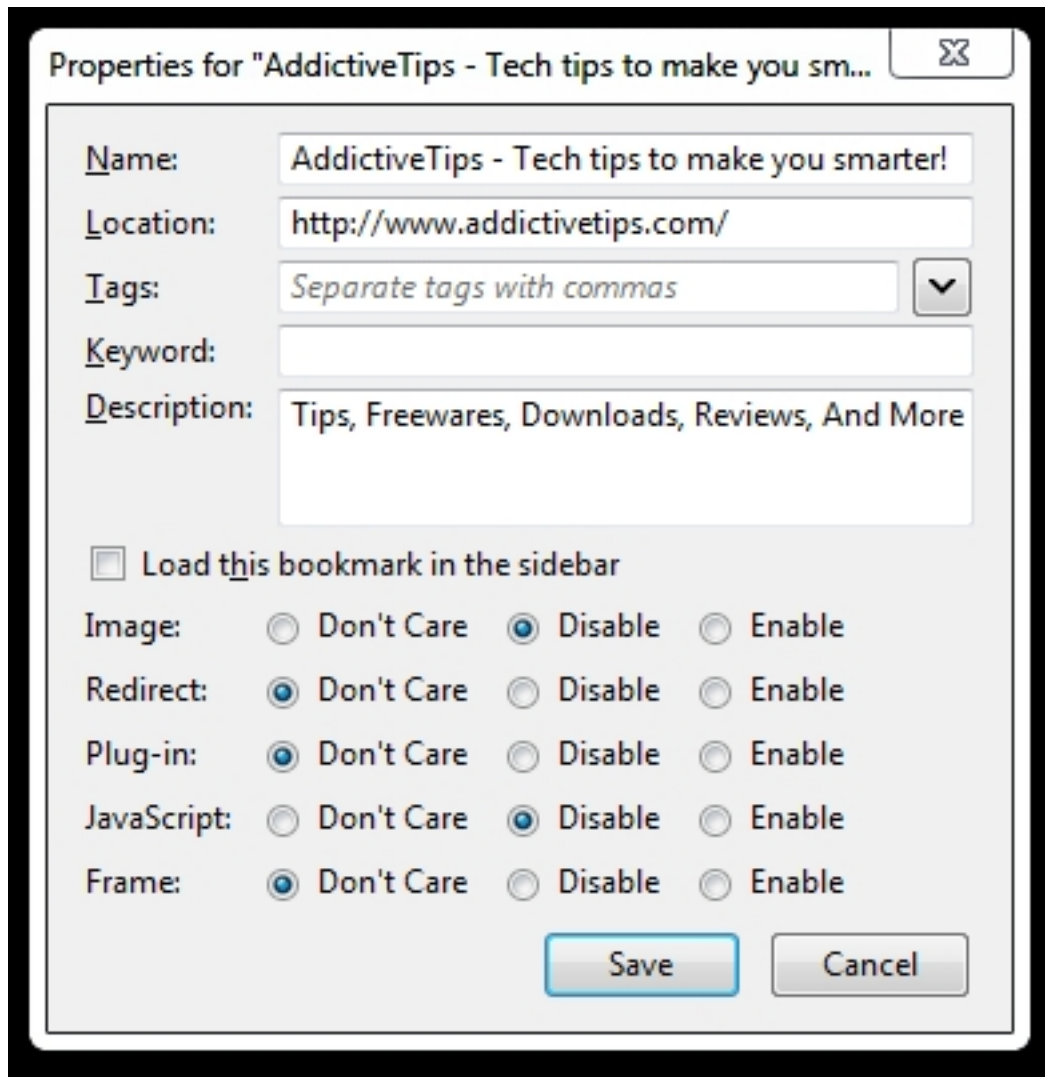 Properties for "AddictiveTips - Tech tips to make you sm...
Name: AddictiveTips - Tech tips to make you smarter!
Location: http://www.addictivetips.com/
Tags: Separate tags with commas
Keyword:
Description: Tips, Freewares, Downloads, Reviews, And More
Load this bookmark in the sidebar
Image: Don't Care Disable Enable
Redirect: Don't Care Disable Enable
Plug-in: Don't Care Disable Enable
JavaScript: Don't Care Disable Enable
Frame: Don't Care Disable Enable
Save Cancel